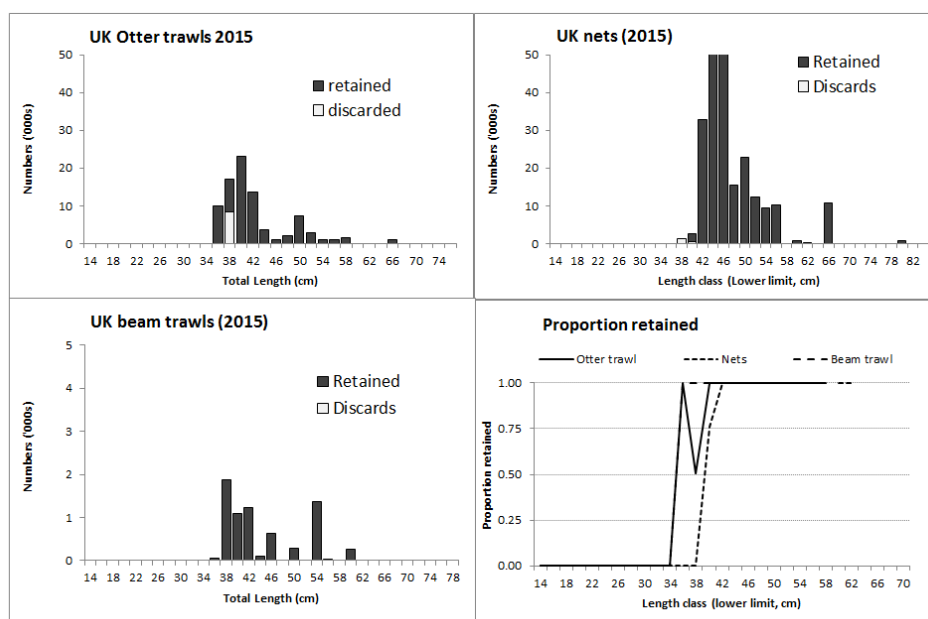 UK Otter trawls 2015
50
40
30
20
10
0
Numbers ('000s)
retained
discarded
14 18 22 26 30 34 38 42 46 50 54 58 62 66 70 74
Total Length (cm)
UK nets (2015)
50
40
30
20
10
0
Numbers ('000s)
Retained
Discards
14 18 22 26 30 34 38 42 46 50 54 58 62 66 70 74 80 82
Length class (Lower limit, cm)
UK beam trawls (2015)
5
4
3
2
1
0
Numbers ('000s)
Retained
Discards
14 18 22 26 30 34 38 42 46 50 54 58 62 66 70 74 78
Total Length (cm)
Proportion retained
Otter trawl Nets Beam trawl
1.00
0.75
0.50
0.25
0.00
Proportion retained
14 18 22 26 30 34 38 42 46 50 54 58 62 66 70
Length class (lower limit, cm)